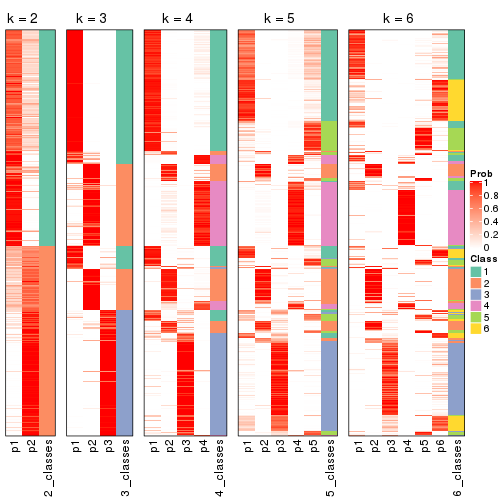 k = 2
k = 3
k = 4
k = 5
k = 6
Prob
1
0.8
0.6
0.4
0.2
0
Class
1
2
3
4
5
6
p1
p2
2_classes
p1
p2
p3
3_classes
p1
p2
p3
p4
4_classes
p1
p2
p3
p4
p5
5_classes
p1
p2
p3
p4
p5
p6
6_classes